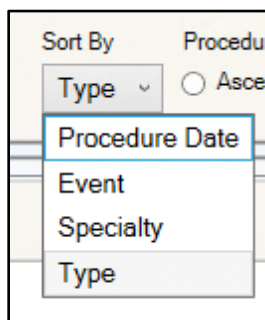 Sort By Procedu
Type Asce
Procedure Date
Event
Specialty
Type